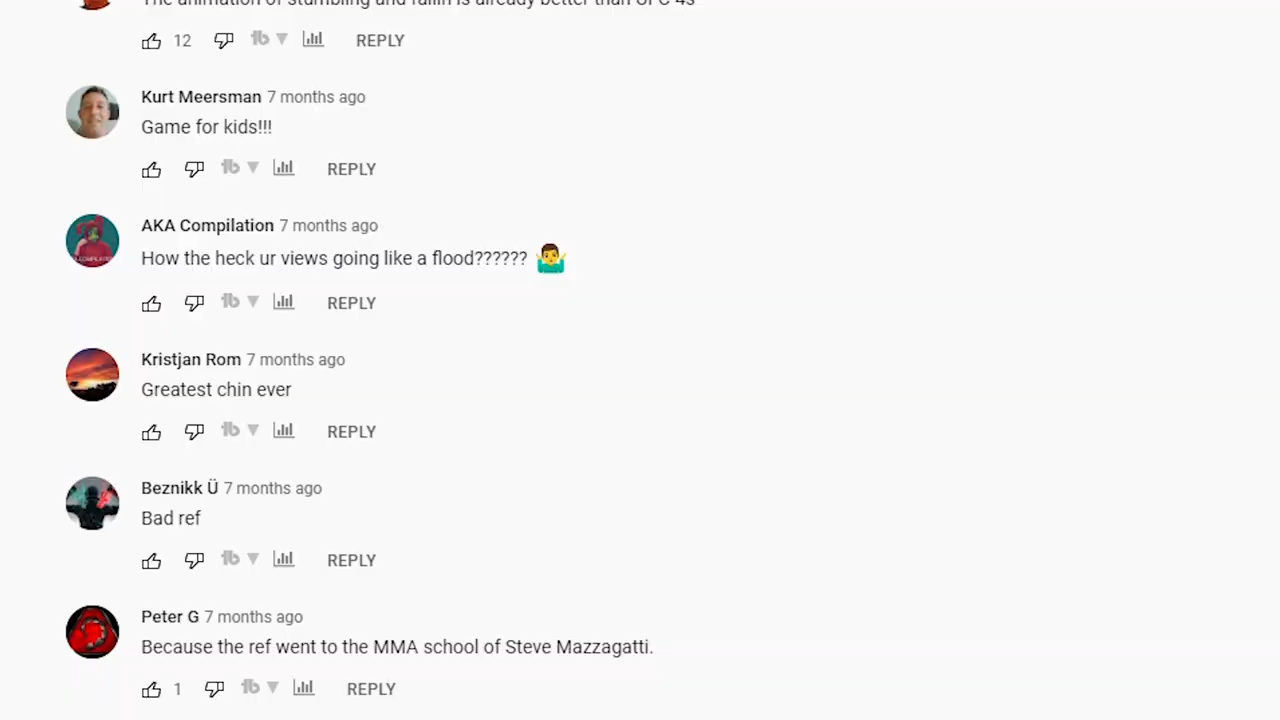 The animation of stumbling and fallin is already better than UFC 4s
12 REPLY
Kurt Meersman 7 months ago
Game for kids!!!
REPLY
AKA Compilation 7 months ago
How the heck ur views going like a flood?????? 🤷‍♂️
REPLY
Kristjan Rom 7 months ago
Greatest chin ever
REPLY
Beznikk Ü 7 months ago
Bad ref
REPLY
Peter G 7 months ago
Because the ref went to the MMA school of Steve Mazzagatti.
1 REPLY